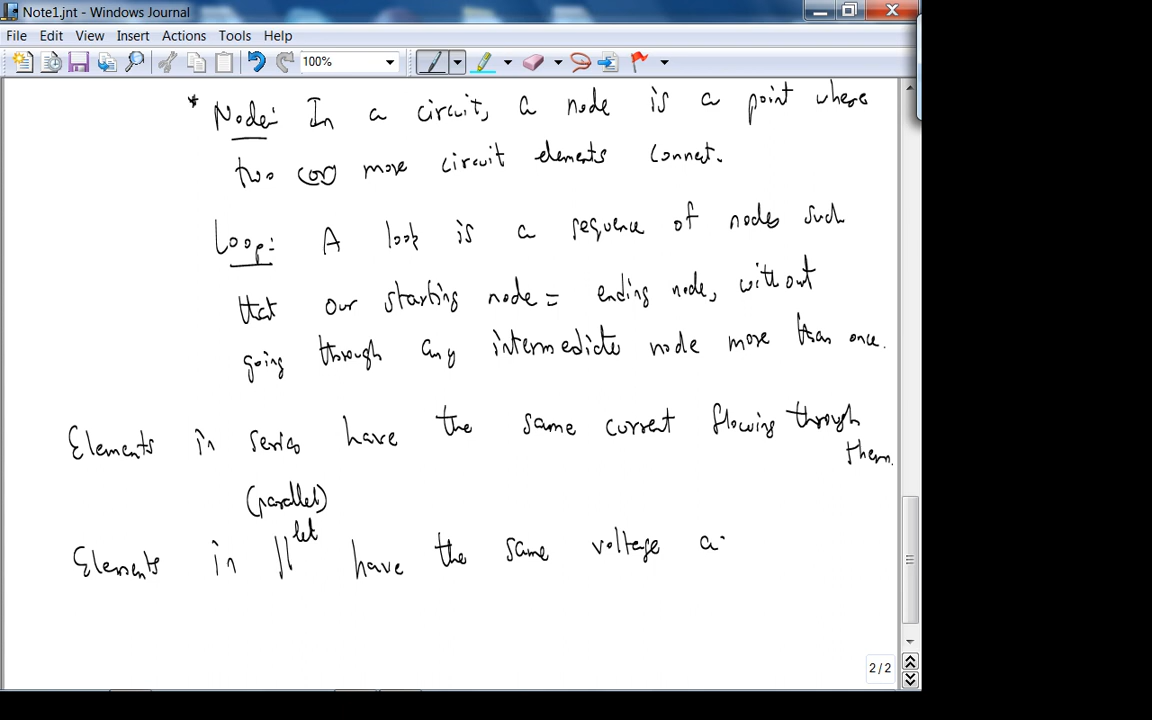 Note1.jnt - Windows Journal
File Edit View Insert Actions Tools Help
100%
* Node:- In a circuit, a node is a point where
two (or) more circuit elements connect.
Loop:- A look is a sequence of nodes such
that our starting node = ending node, without
going through any intermediate node more than once.
Elements in series have the same current flowing through
them.
(parallel)
Elements in ||let have the same voltage a
2 / 2